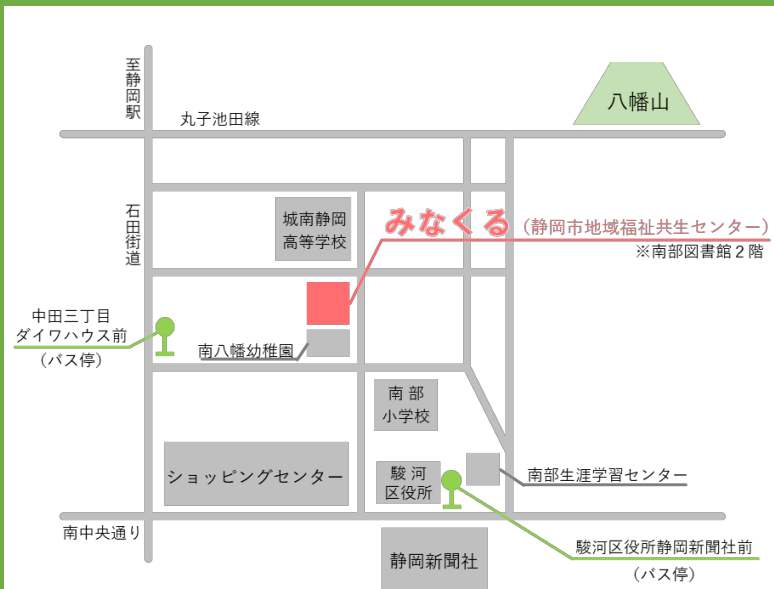 至静岡駅
丸子池田線
八幡山
石田街道
城南静岡
高等学校
みなくる（静岡市地域福祉共生センター）
※南部図書館２階
中田三丁目
ダイワハウス前
（バス停）
南八幡幼稚園
南部
小学校
ショッピングセンター
駿河
区役所
南部生涯学習センター
南中央通り
静岡新聞社
駿河区役所静岡新聞社前
（バス停）